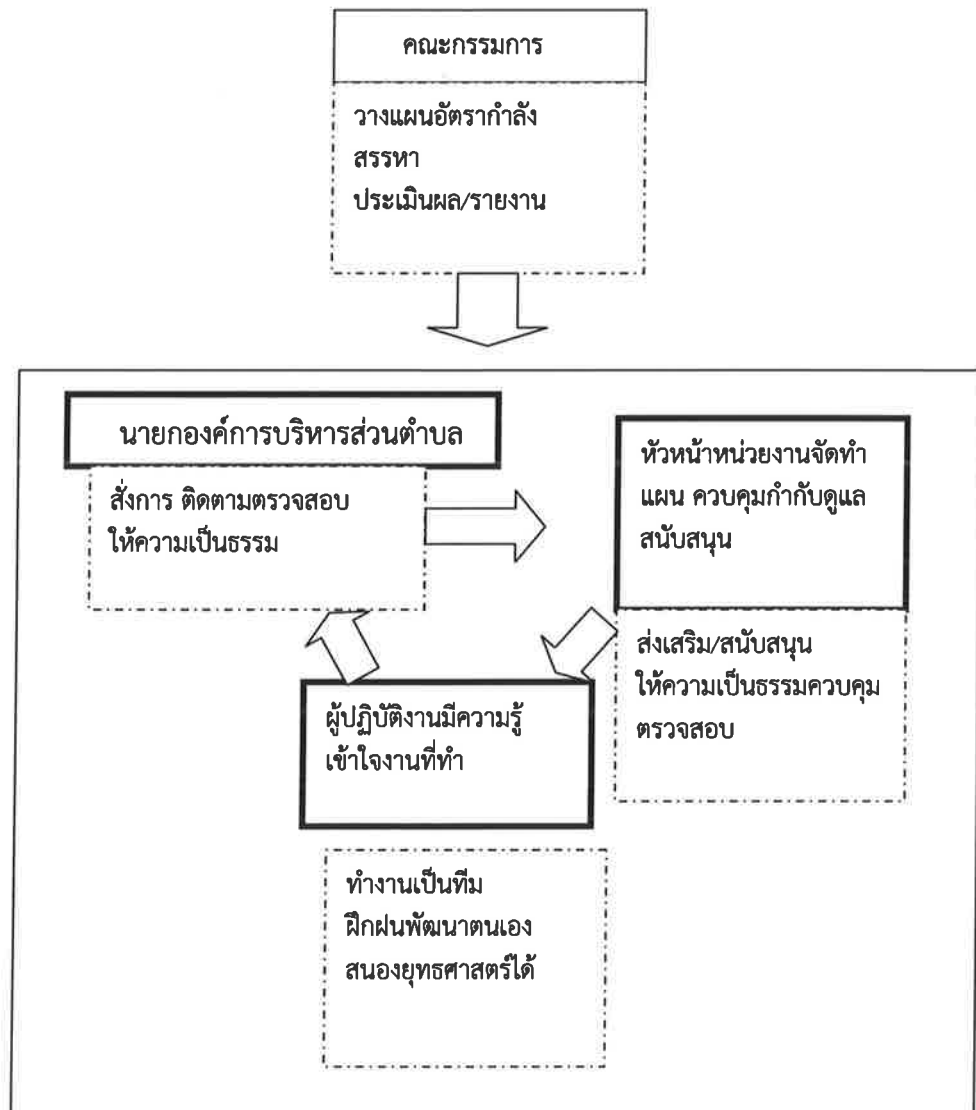 คณะกรรมการ
วางแผนอัตรากำลัง
สรรหา
ประเมินผล/รายงาน
นายกองค์การบริหารส่วนตำบล
สั่งการ ติดตามตรวจสอบ
ให้ความเป็นธรรม
หัวหน้าหน่วยงานจัดทำ
แผน ควบคุมกำกับดูแล
สนับสนุน
ส่งเสริม/สนับสนุน
ให้ความเป็นธรรมควบคุม
ตรวจสอบ
ผู้ปฏิบัติงานมีความรู้
เข้าใจงานที่ทำ
ทำงานเป็นทีม
ฝึกฝนพัฒนาตนเอง
สนองยุทธศาสตร์ได้